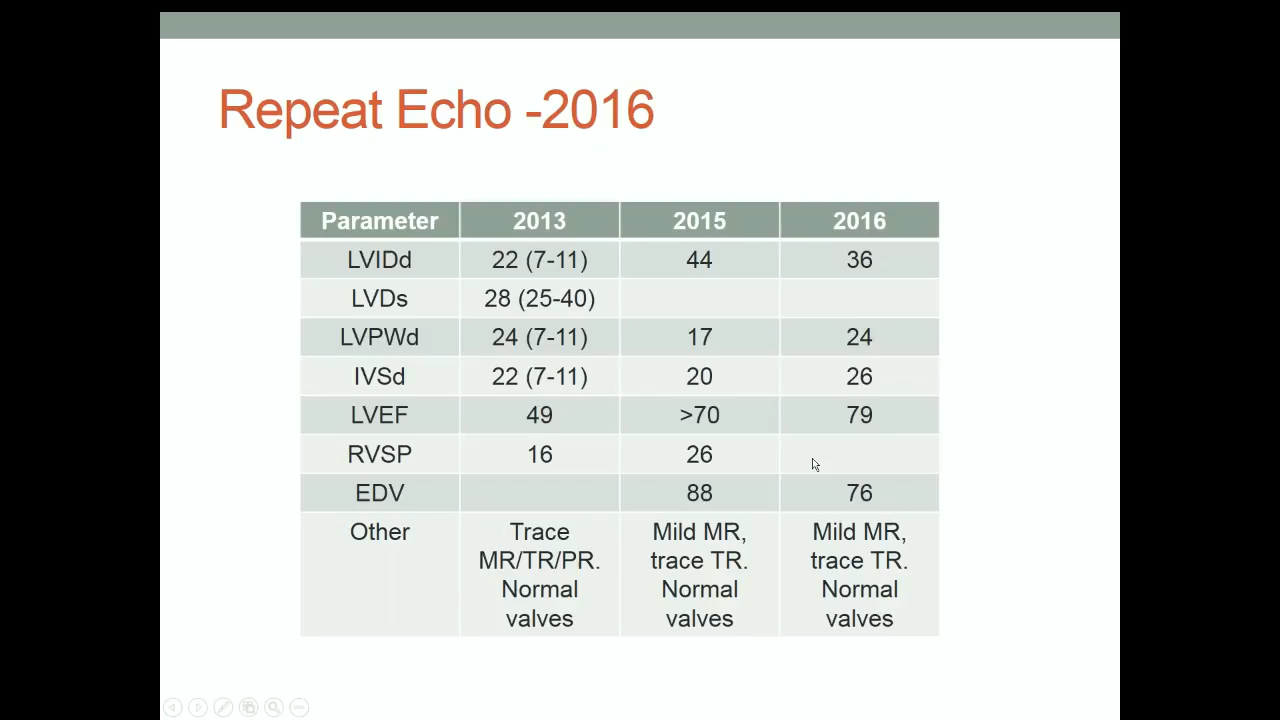 Repeat Echo -2016
Parameter 2013 2015 2016
LVIDd 22 (7-11) 44 36
LVDs 28 (25-40)
LVPWd 24 (7-11) 17 24
IVSd 22 (7-11) 20 26
LVEF 49 >70 79
RVSP 16 26
EDV 88 76
Other Trace Mild MR, Mild MR,
MR/TR/PR. trace TR. trace TR.
Normal Normal Normal
valves valves valves